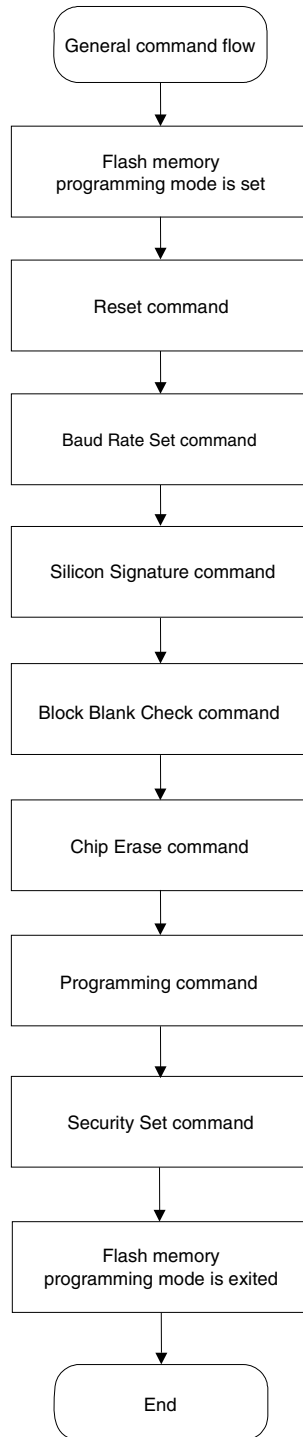 General command flow
Flash memory
programming mode is set
Reset command
Baud Rate Set command
Silicon Signature command
Block Blank Check command
Chip Erase command
Programming command
Security Set command
Flash memory
programming mode is exited
End